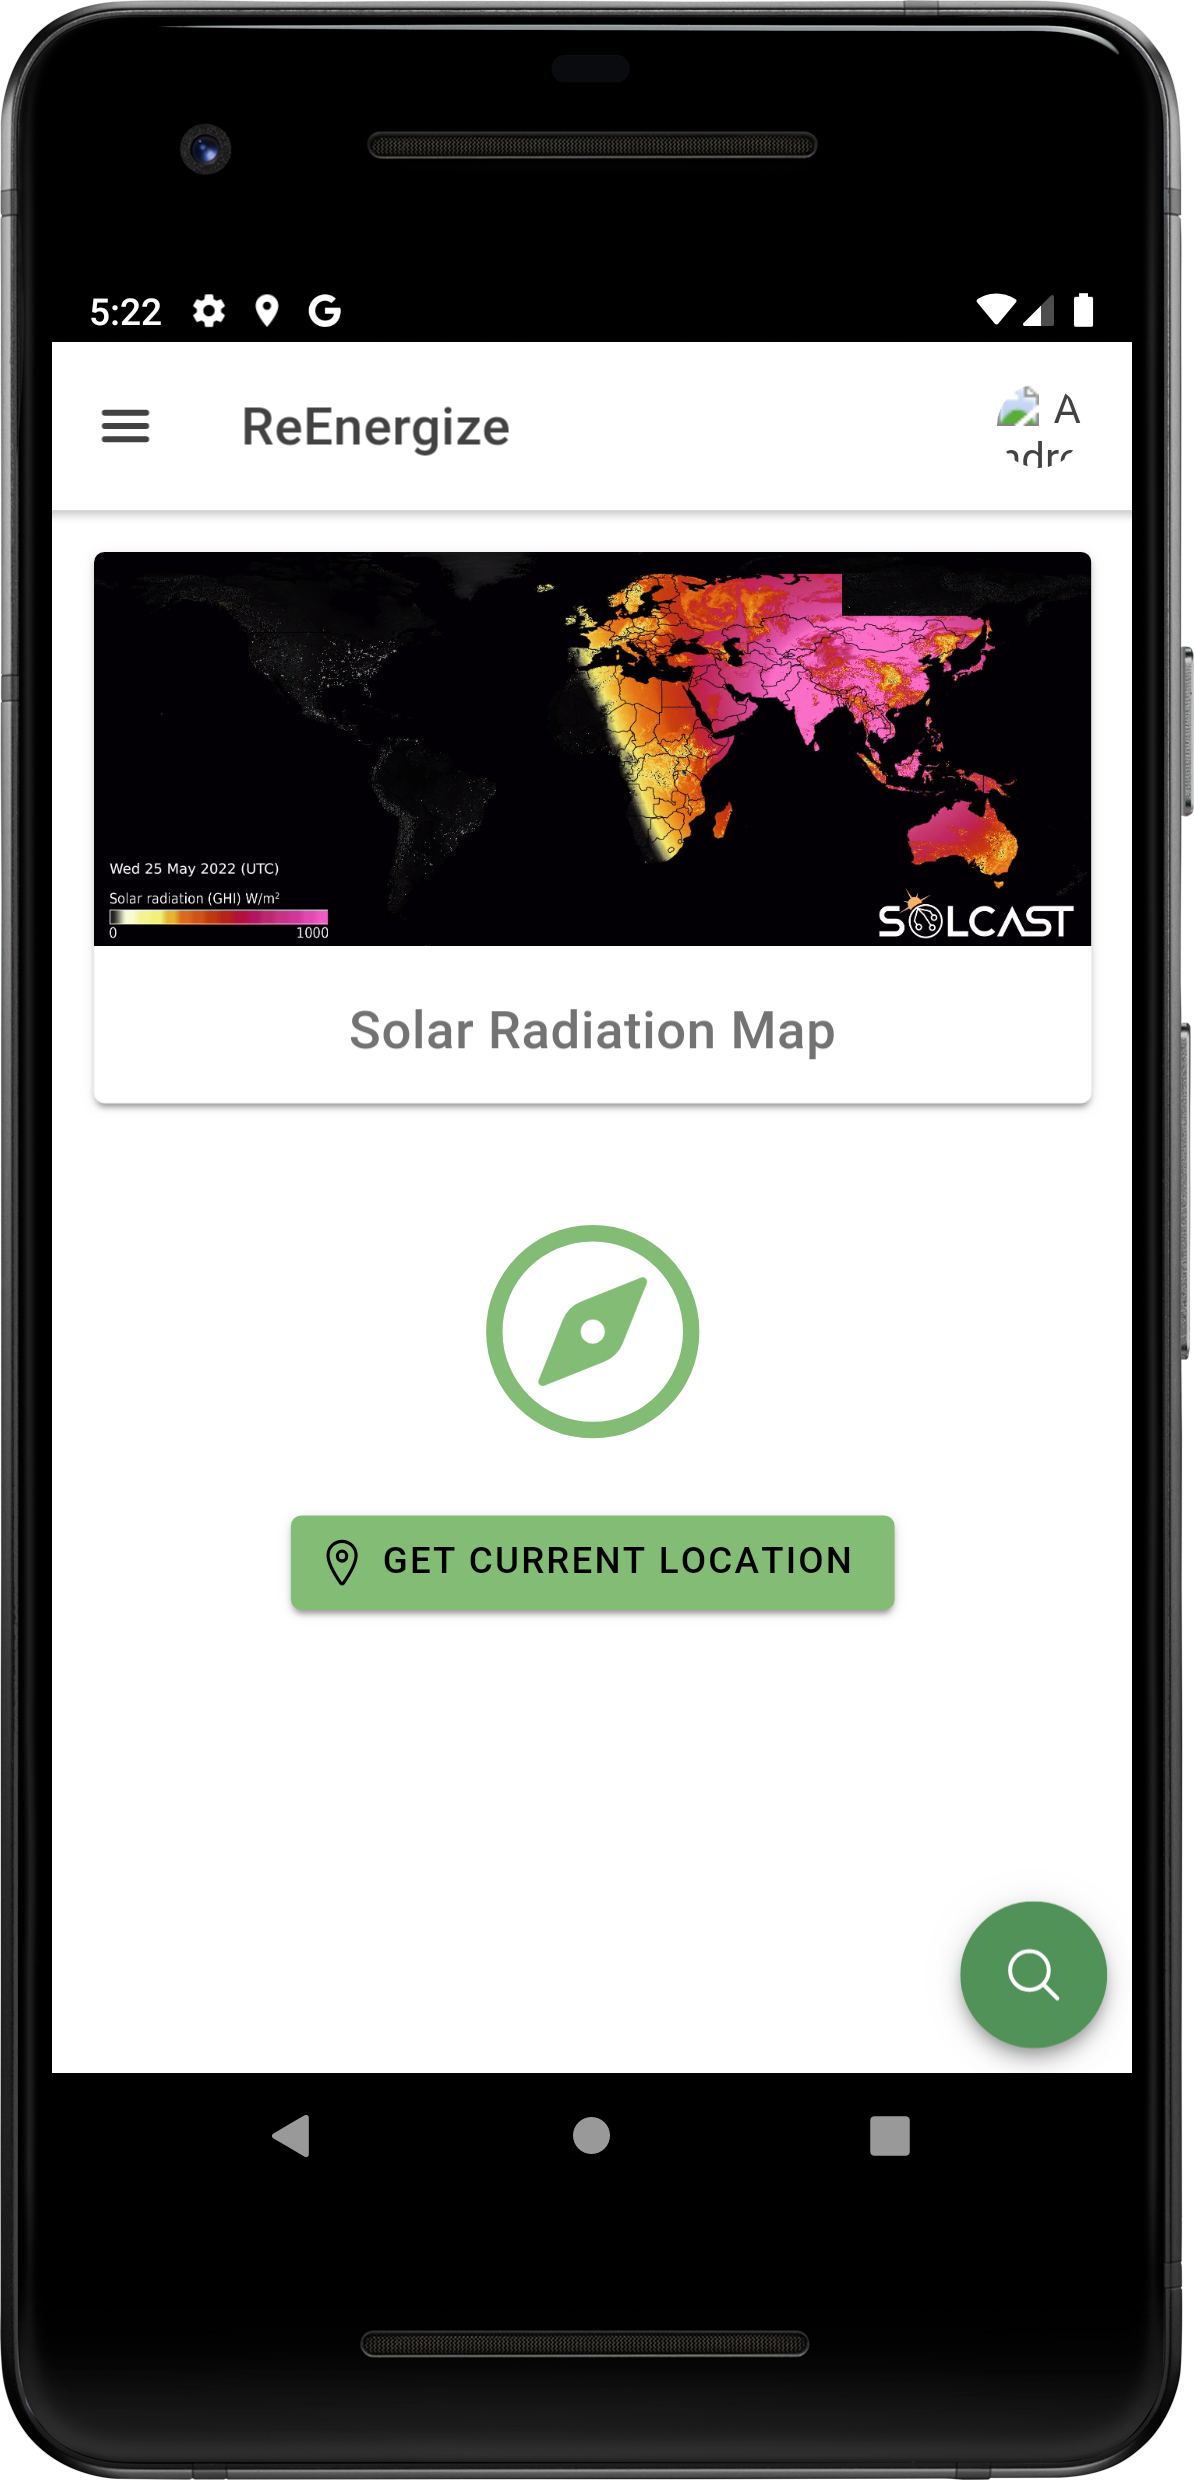 5:22
ReEnergize
A
Wed 25 May 2022 (UTC)
Solar radiation (GHI) W/m²
0 1000
SOLCAST
Solar Radiation Map
GET CURRENT LOCATION